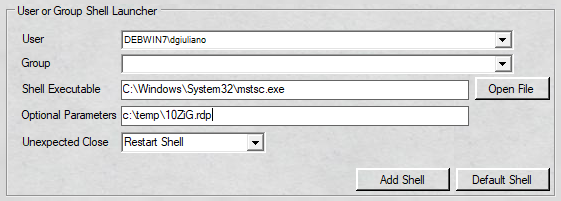 User or Group Shell Launcher
User DEBWIN7\dgiuliano
Group
Shell Executable C:\Windows\System32\mstsc.exe Open File
Optional Parameters c:\temp\10ZiG.rdp
Unexpected Close Restart Shell
Add Shell Default Shell